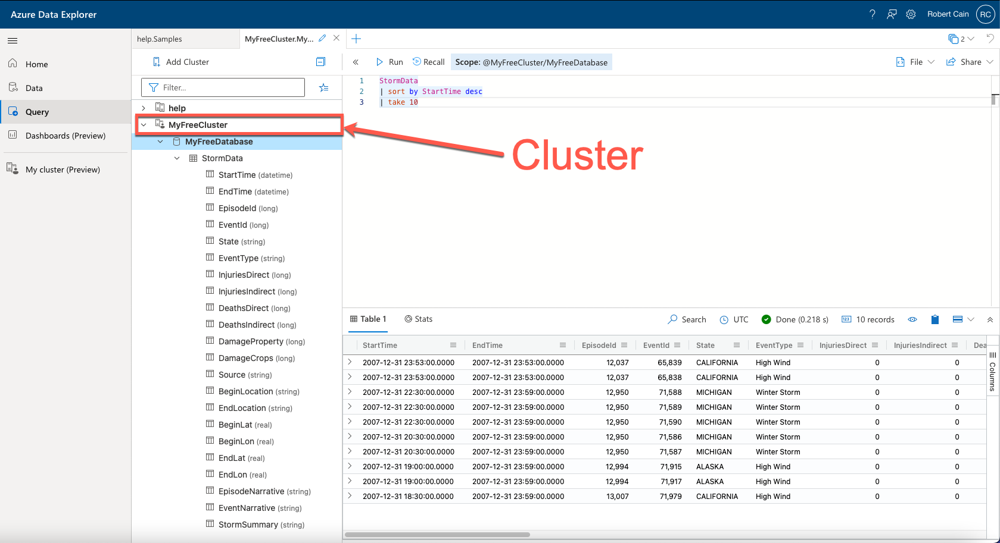 Azure Data Explorer
? Robert Cain RC
help.Samples
MyFreeCluster.My...
2
Home
Data
Query
Dashboards (Preview)
My cluster (Preview)
Add Cluster
Filter...
help
MyFreeCluster
MyFreeDatabase
StormData
StartTime (datetime)
EndTime (datetime)
EpisodeId (long)
EventId (long)
State (string)
EventType (string)
InjuriesDirect (long)
InjuriesIndirect (long)
DeathsDirect (long)
DeathsIndirect (long)
DamageProperty (long)
DamageCrops (long)
Source (string)
BeginLocation (string)
EndLocation (string)
BeginLat (real)
BeginLon (real)
EndLat (real)
EndLon (real)
EpisodeNarrative (string)
EventNarrative (string)
StormSummary (string)
Run Recall Scope: @MyFreeCluster/MyFreeDatabase File Share
1 StormData
2 | sort by StartTime desc
3 | take 10
Cluster
Table 1 Stats Search UTC Done (0.218 s) 123 10 records
StartTime EndTime EpisodeId EventId State EventType InjuriesDirect InjuriesIndirect Dea
2007-12-31 23:53:00.0000 2007-12-31 23:53:00.0000 12,037 65,839 CALIFORNIA High Wind 0 0
2007-12-31 23:53:00.0000 2007-12-31 23:53:00.0000 12,037 65,838 CALIFORNIA High Wind 0 0
2007-12-31 22:30:00.0000 2007-12-31 23:59:00.0000 12,950 71,588 MICHIGAN Winter Storm 0 0
2007-12-31 22:30:00.0000 2007-12-31 23:59:00.0000 12,950 71,589 MICHIGAN Winter Storm 0 0
2007-12-31 22:30:00.0000 2007-12-31 23:59:00.0000 12,950 71,590 MICHIGAN Winter Storm 0 0
2007-12-31 20:30:00.0000 2007-12-31 23:59:00.0000 12,950 71,586 MICHIGAN Winter Storm 0 0
2007-12-31 20:30:00.0000 2007-12-31 23:59:00.0000 12,950 71,587 MICHIGAN Winter Storm 0 0
2007-12-31 19:00:00.0000 2007-12-31 23:59:00.0000 12,994 71,915 ALASKA High Wind 0 0
2007-12-31 19:00:00.0000 2007-12-31 23:59:00.0000 12,994 71,917 ALASKA High Wind 0 0
2007-12-31 18:30:00.0000 2007-12-31 23:59:00.0000 13,007 71,979 CALIFORNIA High Wind 0 0
Columns